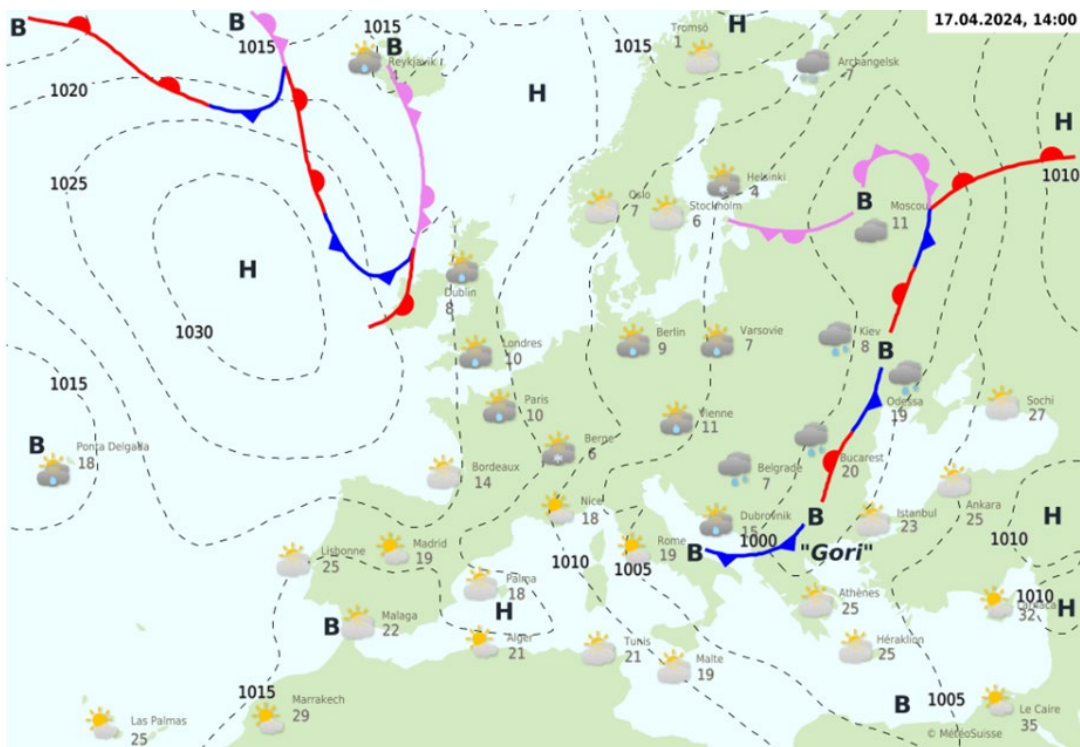 17.04.2024, 14:00
B
B
1015
1015
B
Reykjavik
1
H
Tromsö
1
1015
H
Archangelsk
-7
1020
H
1025
1010
Helsinki
4
Oslo
7
Stockholm
6
B
Moscou
11
H
Dublin
8
1030
Londres
10
Berlin
9
Varsovie
7
Kiev
8
B
1015
Paris
10
Vienne
11
Odessa
19
Sochi
27
B
Ponta Delgada
18
Berne
6
Bordeaux
14
Belgrade
7
Bucarest
20
Nice
18
Ankara
25
Istanbul
23
B
H
Dubrovnik
15
1000
"Gori"
1010
Lisbonne
25
Madrid
19
1010
1005
Rome
19
B
Palma
18
H
Athènes
25
1010
Larnaca
32
H
B
Malaga
22
Alger
21
Tunis
21
Malte
19
Héraklion
25
1015
Marrakech
29
B
1005
Le Caire
35
Las Palmas
25
© MétéoSuisse